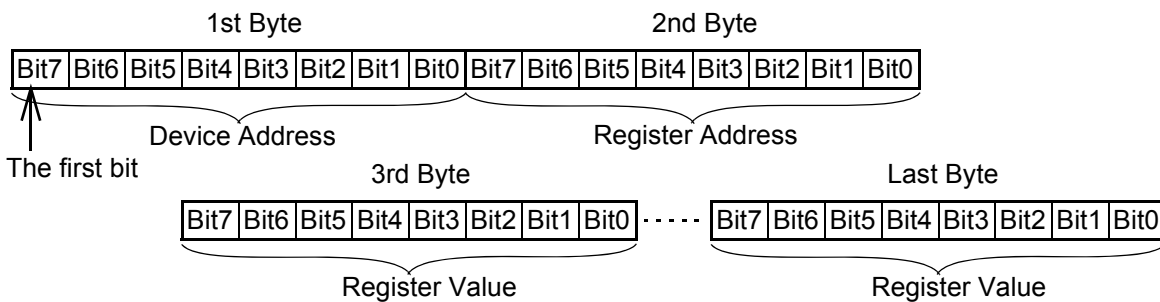 1st Byte 2nd Byte
Bit7 Bit6 Bit5 Bit4 Bit3 Bit2 Bit1 Bit0 Bit7 Bit6 Bit5 Bit4 Bit3 Bit2 Bit1 Bit0
Device Address Register Address
The first bit
3rd Byte Last Byte
Bit7 Bit6 Bit5 Bit4 Bit3 Bit2 Bit1 Bit0 Bit7 Bit6 Bit5 Bit4 Bit3 Bit2 Bit1 Bit0
Register Value Register Value